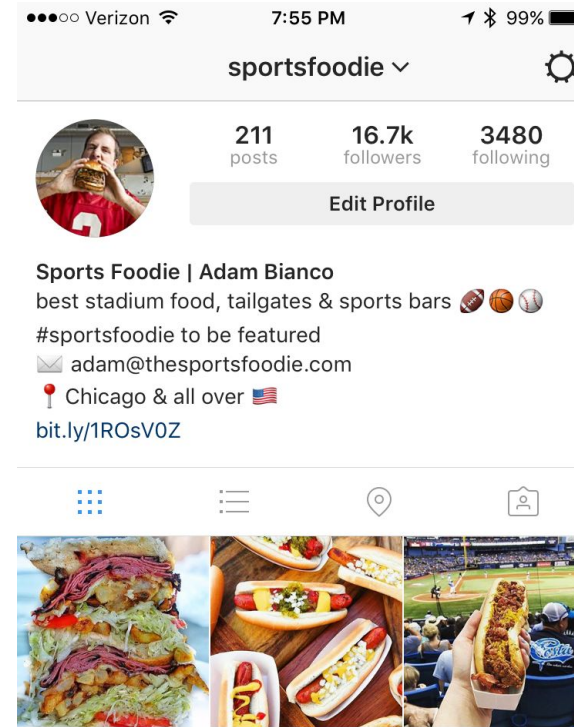 Verizon 7:55 PM 99%
sportsfoodie
211 16.7k 3480
posts followers following
Edit Profile
Sports Foodie | Adam Bianco
best stadium food, tailgates & sports bars 🏈🏀⚾
#sportsfoodie to be featured
✉️ adam@thesportsfoodie.com
📍 Chicago & all over 🇺🇸
bit.ly/1ROsV0Z